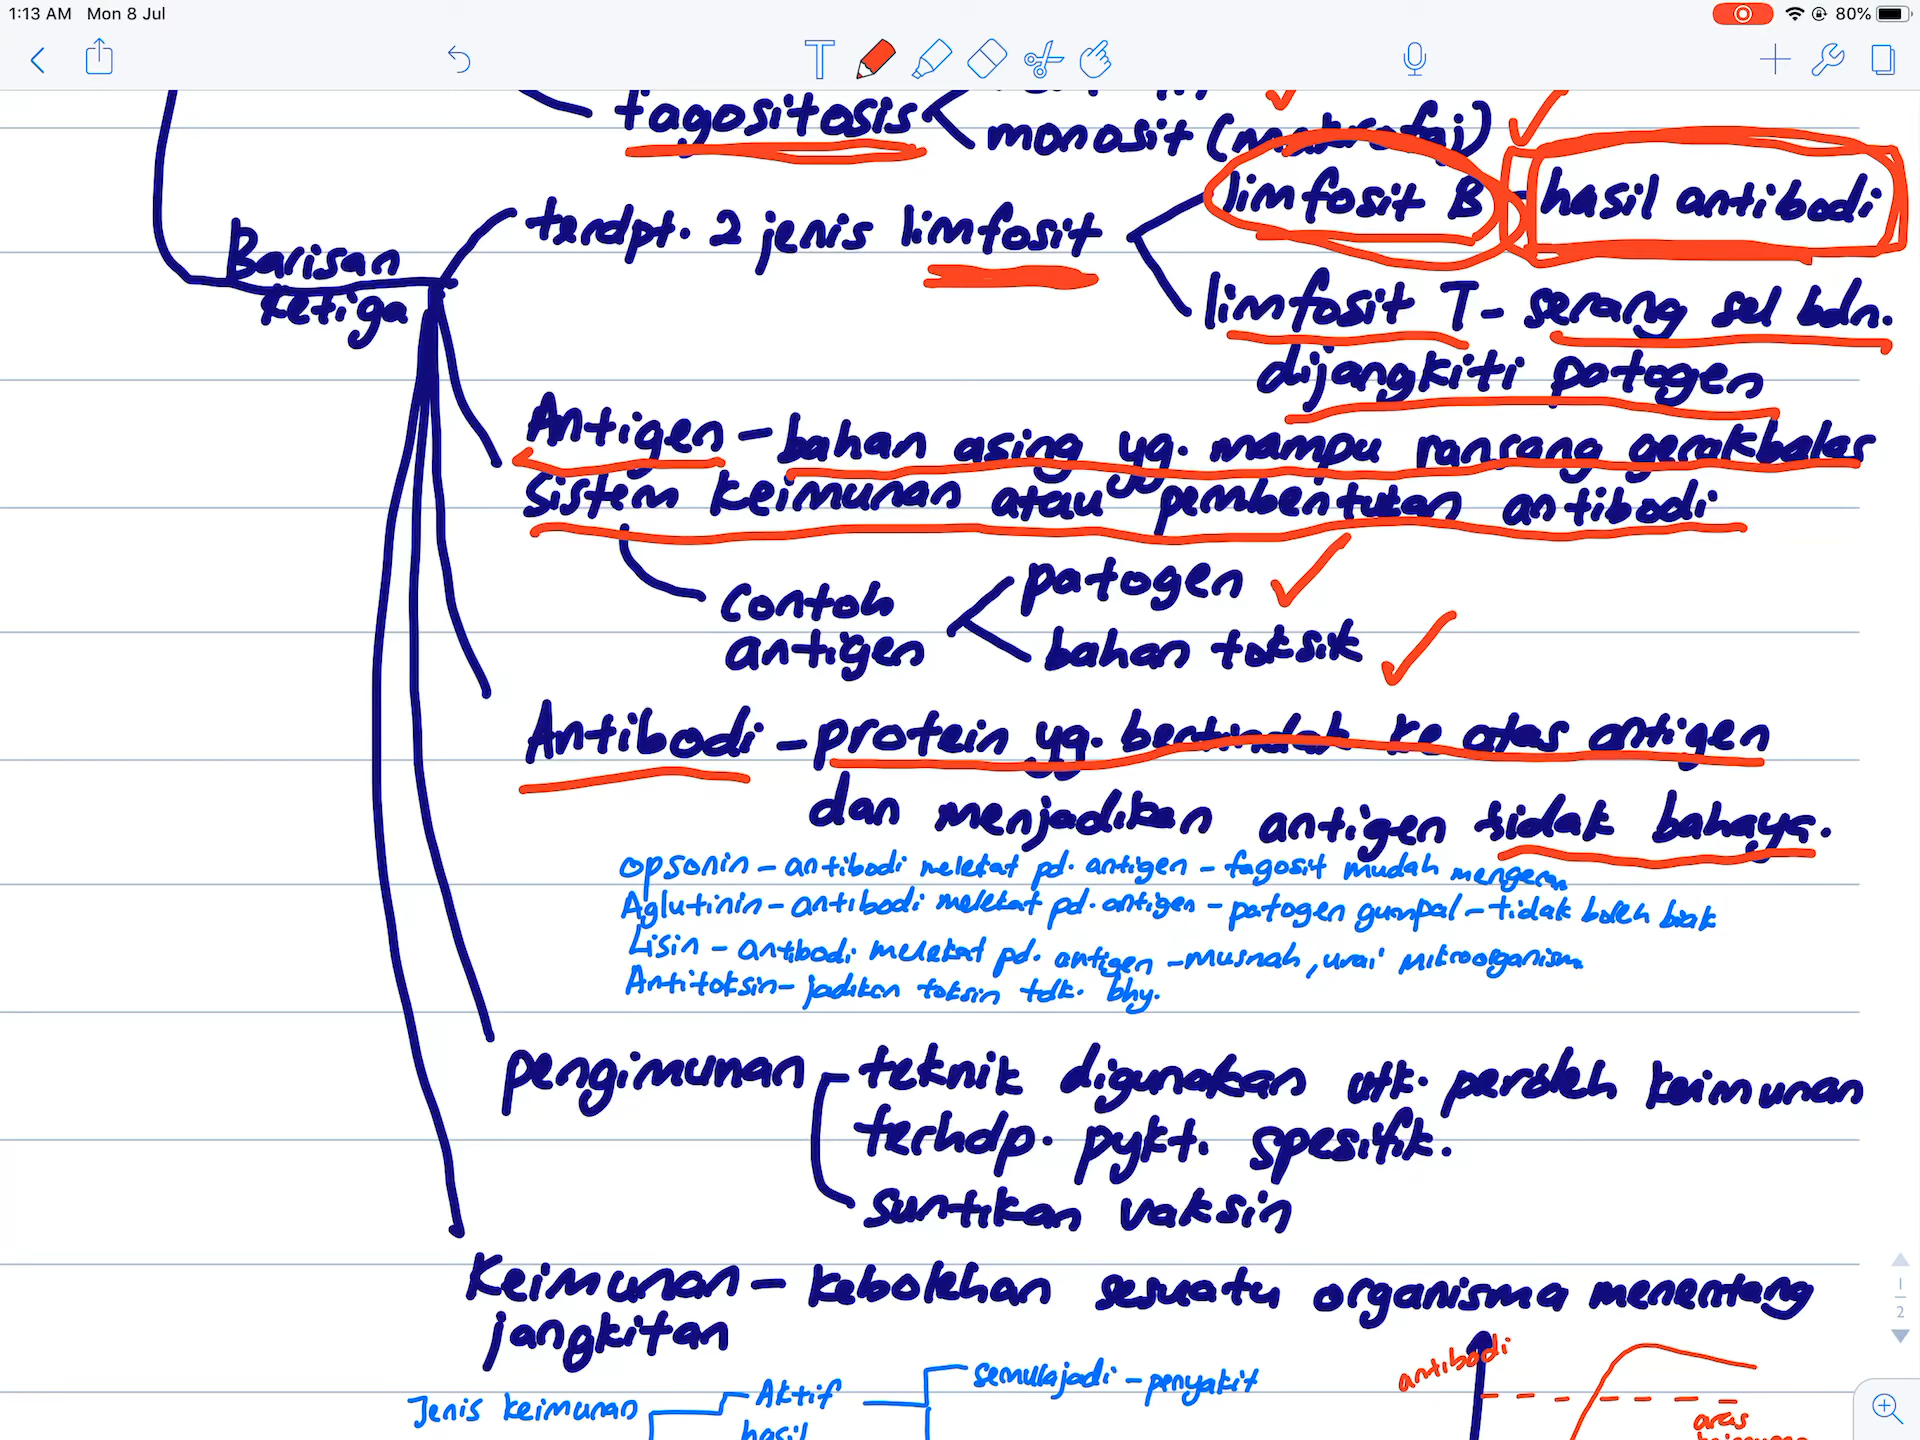 1:13 AM Mon 8 Jul
80%
fagositosis
monosit (makrofaj)
limfosit B - hasil antibodi
terdpt. 2 jenis limfosit
Barisan
ketiga
limfosit T - serang sel bdn.
dijangkiti patogen
Antigen - bahan asing yg. mampu ransang gerakbalas
sistem keimunan atau pembentukan antibodi
contoh
antigen
patogen
bahan toksik
Antibodi - protein yg. bertindak ke atas antigen
dan menjadikan antigen tidak bahaya.
Opsonin - antibodi melekat pd. antigen - fagosit mudah
Aglutinin - antibodi melekat pd. antigen - patogen gumpal - tidak boleh biak
Lisin - antibodi melekat pd. antigen - musnah, urai mikroorganism
Antitoksin - jadikan toksin tdk. bhy.
pengimunan
teknik digunakan utk. peroleh keimunan
terhdp. pykt. spesifik.
suntikan vaksin
Keimunan - kebolehan sesuatu organisma menentang
jangkitan
antibodi
semulajadi - penyakit
Jenis keimunan
Aktif
hasil
aras
1
2